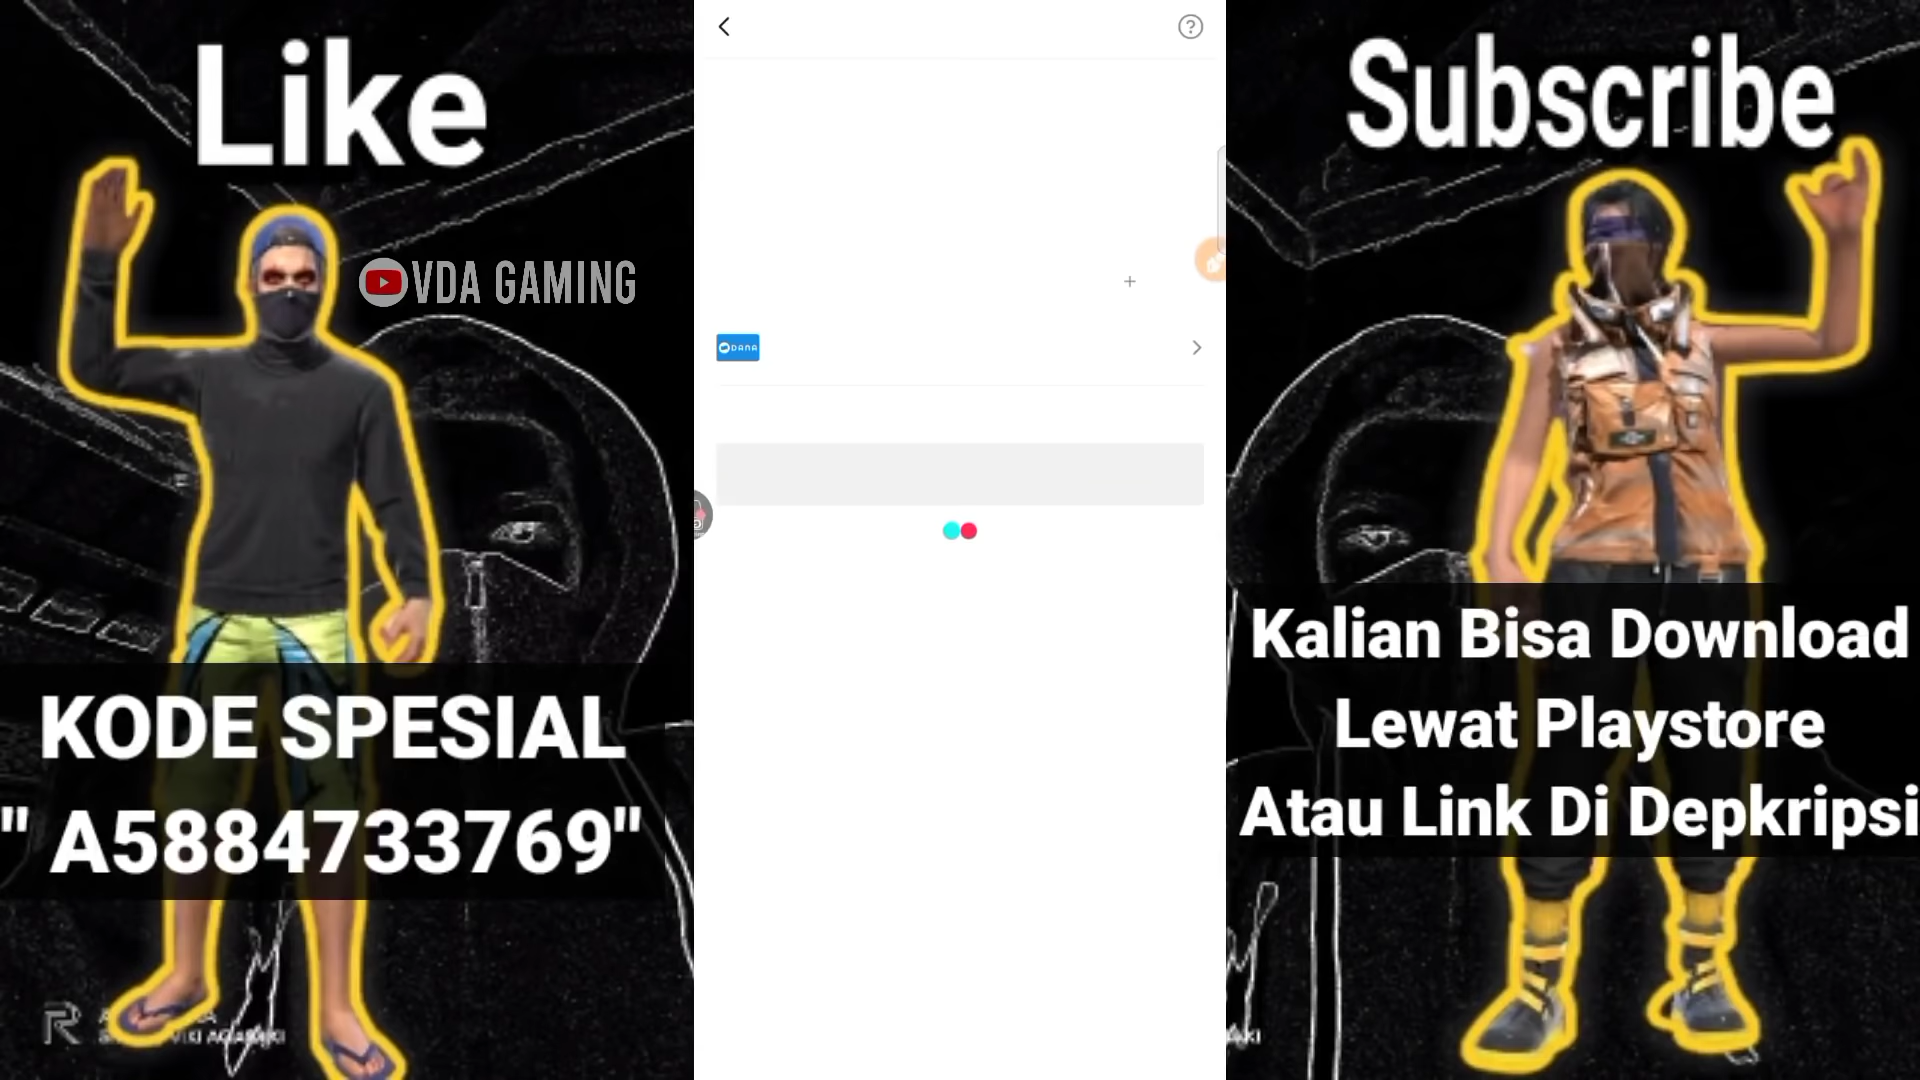 Like
VDA GAMING
KODE SPESIAL
" A5884733769"
DANA
Subscribe
Kalian Bisa Download
Lewat Playstore
Atau Link Di Depkripsi